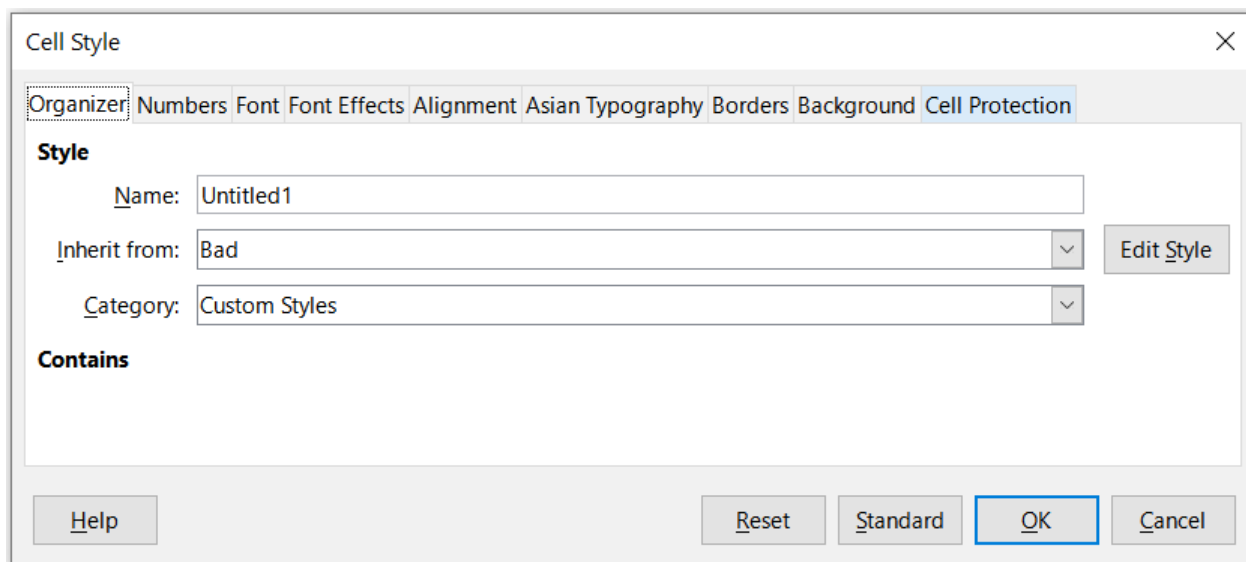 Cell Style
Organizer Numbers Font Font Effects Alignment Asian Typography Borders Background Cell Protection
Style
Name: Untitled1
Inherit from: Bad Edit Style
Category: Custom Styles
Contains
Help Reset Standard OK Cancel